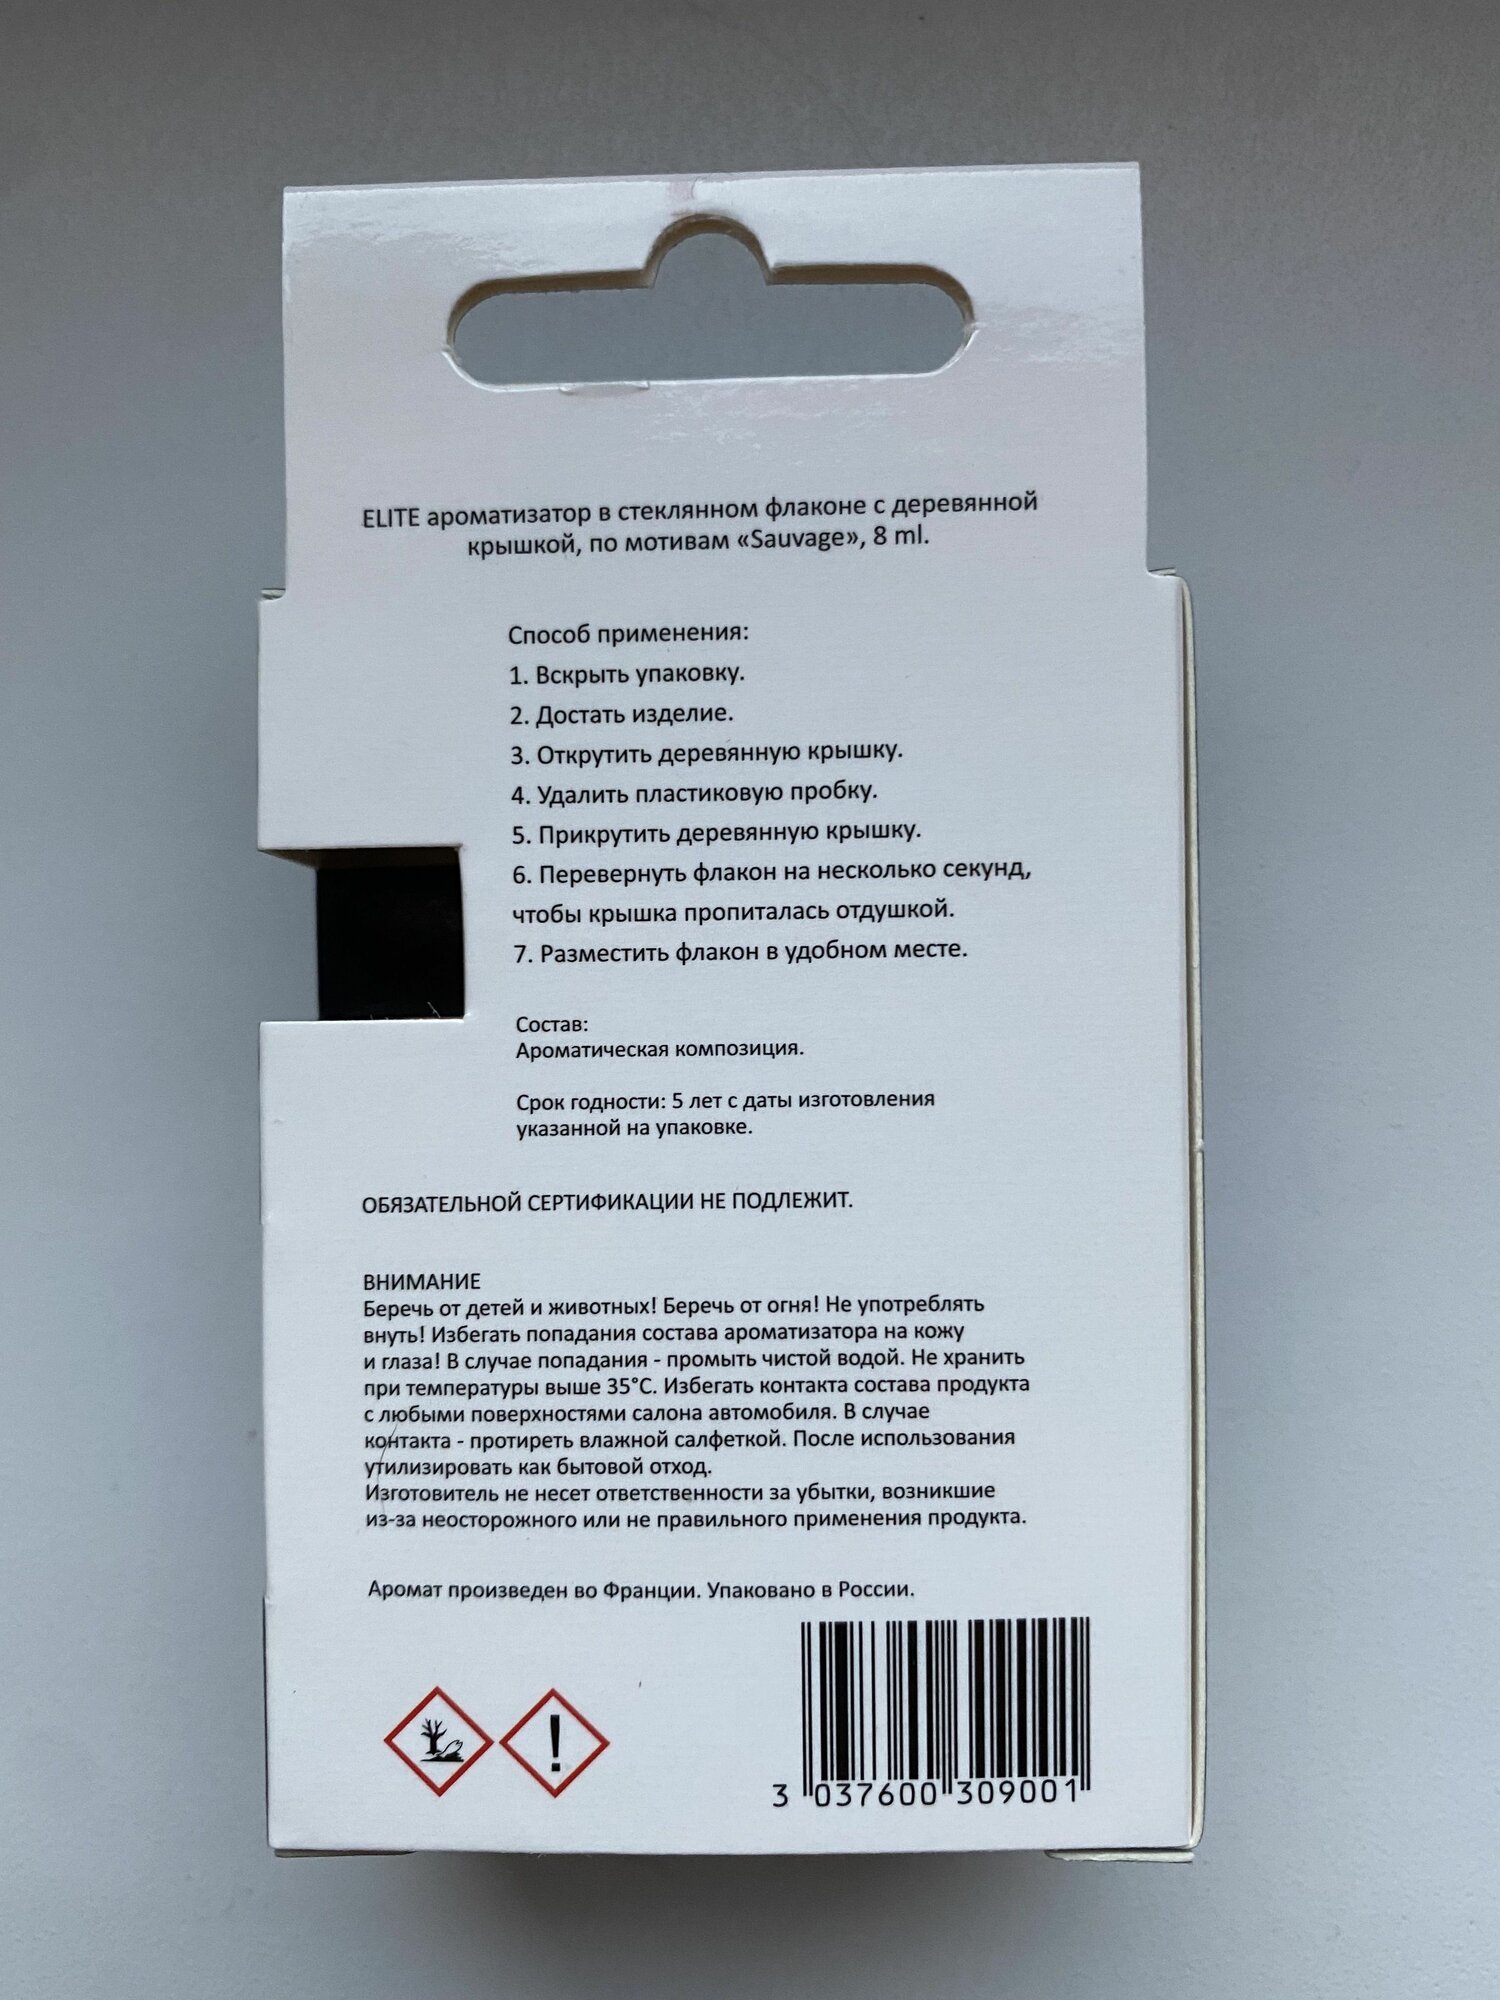 ELITE ароматизатор в стеклянном флаконе с деревянной
крышкой, по мотивам «Sauvage», 8 ml.
Способ применения:
1. Вскрыть упаковку.
2. Достать изделие.
3. Открутить деревянную крышку.
4. Удалить пластиковую пробку.
5. Прикрутить деревянную крышку.
6. Перевернуть флакон на несколько секунд,
чтобы крышка пропиталась отдушкой.
7. Разместить флакон в удобном месте.
Состав:
Ароматическая композиция.
Срок годности: 5 лет с даты изготовления
указанной на упаковке.
ОБЯЗАТЕЛЬНОЙ СЕРТИФИКАЦИИ НЕ ПОДЛЕЖИТ.
ВНИМАНИЕ
Беречь от детей и животных! Беречь от огня! Не употреблять
внуть! Избегать попадания состава ароматизатора на кожу
и глаза! В случае попадания - промыть чистой водой. Не хранить
при температуры выше 35°С. Избегать контакта состава продукта
с любыми поверхностями салона автомобиля. В случае
контакта - протиреть влажной салфеткой. После использования
утилизировать как бытовой отход.
Изготовитель не несет ответственности за убытки, возникшие
из-за неосторожного или не правильного применения продукта.
Аромат произведен во Франции. Упаковано в России.
3 037600 309001